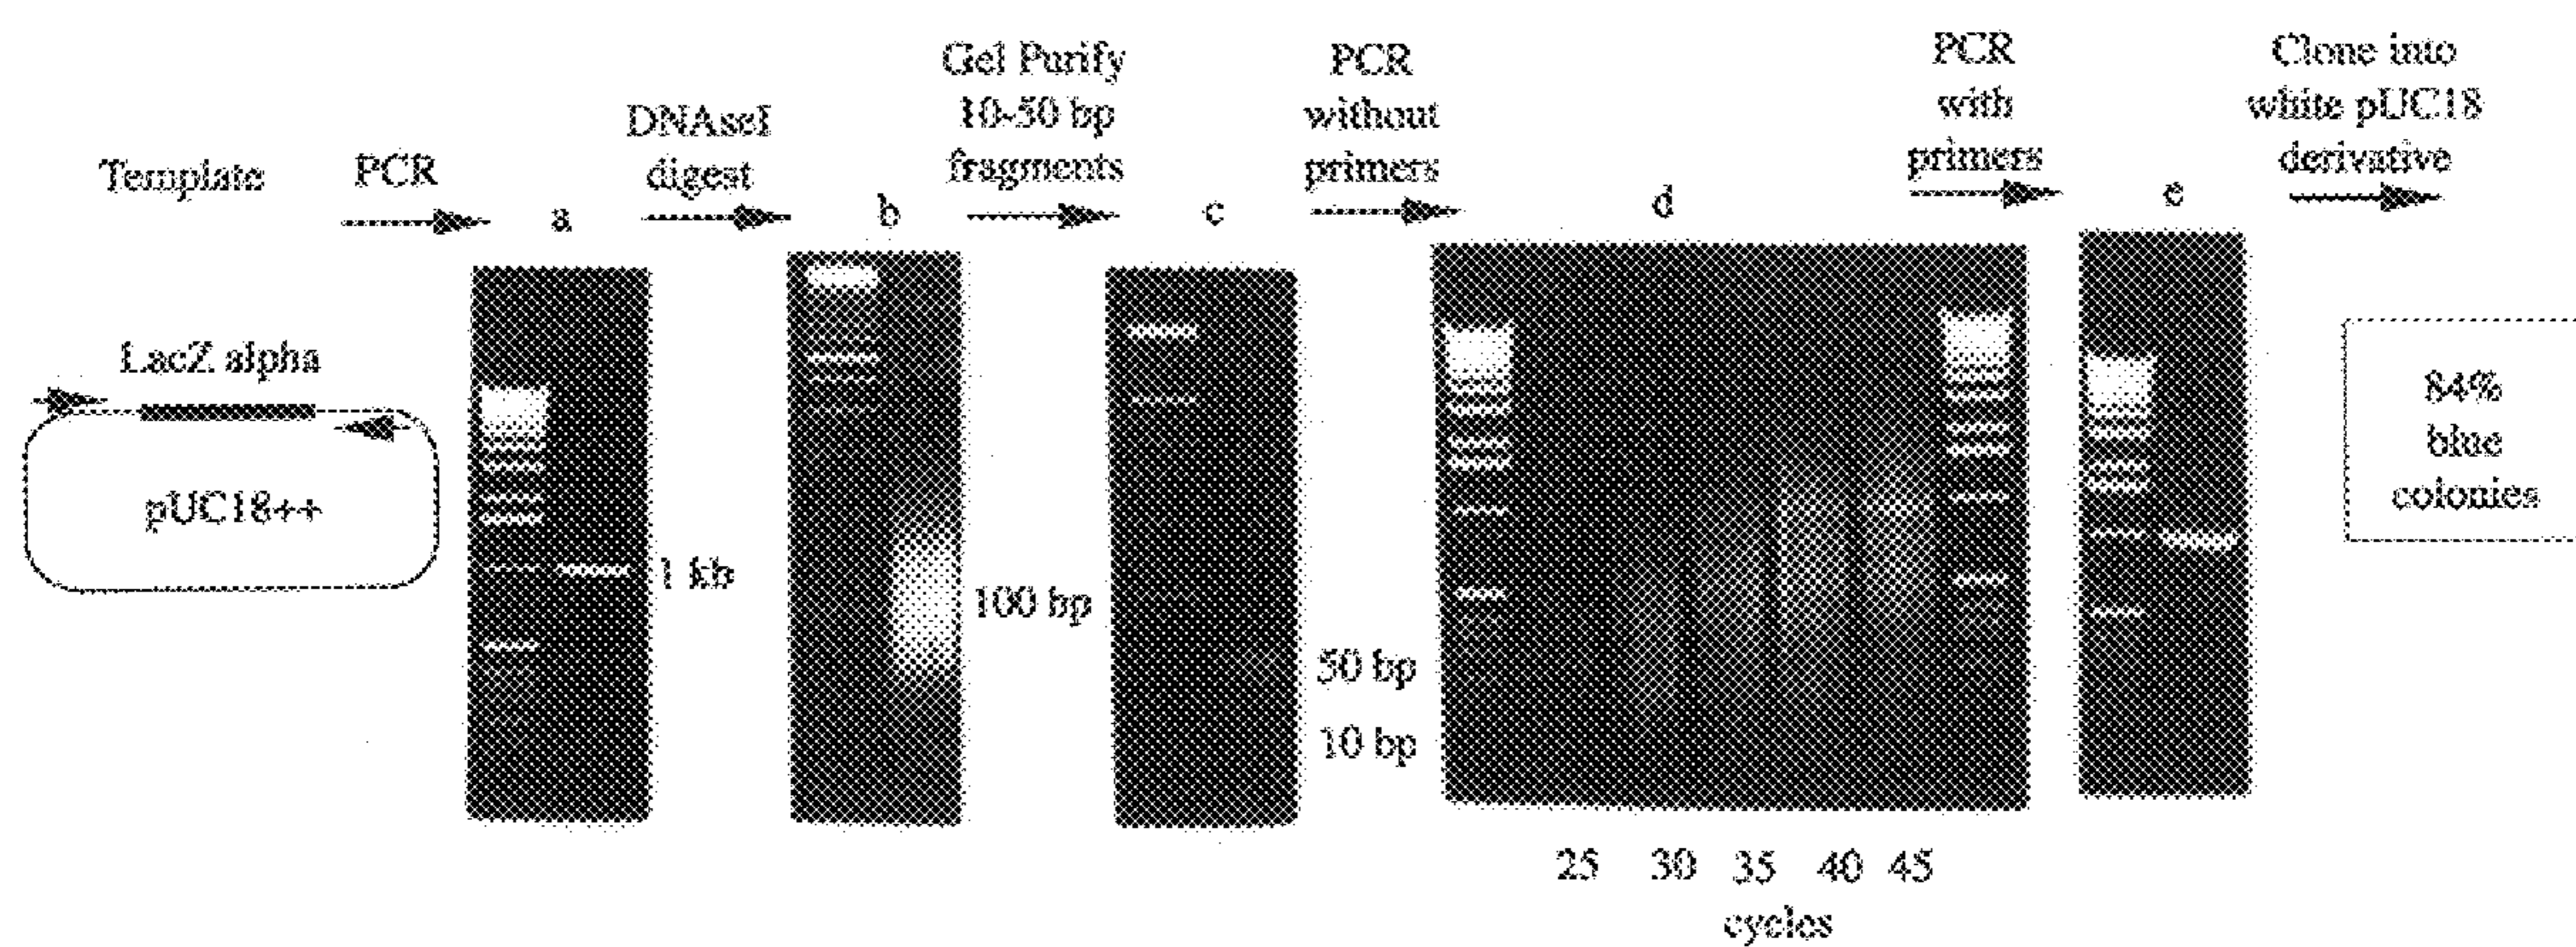 Template
PCR
a
DNAseI
digest
b
Gel Purify
10-50 bp
fragments
c
PCR
without
primers
d
PCR
with
primers
e
Clone into
white pUC18
derivative
LacZ alpha
pUC18++
1 kb
100 bp
50 bp
10 bp
84%
blue
colonies
25 30 35 40 45
cycles